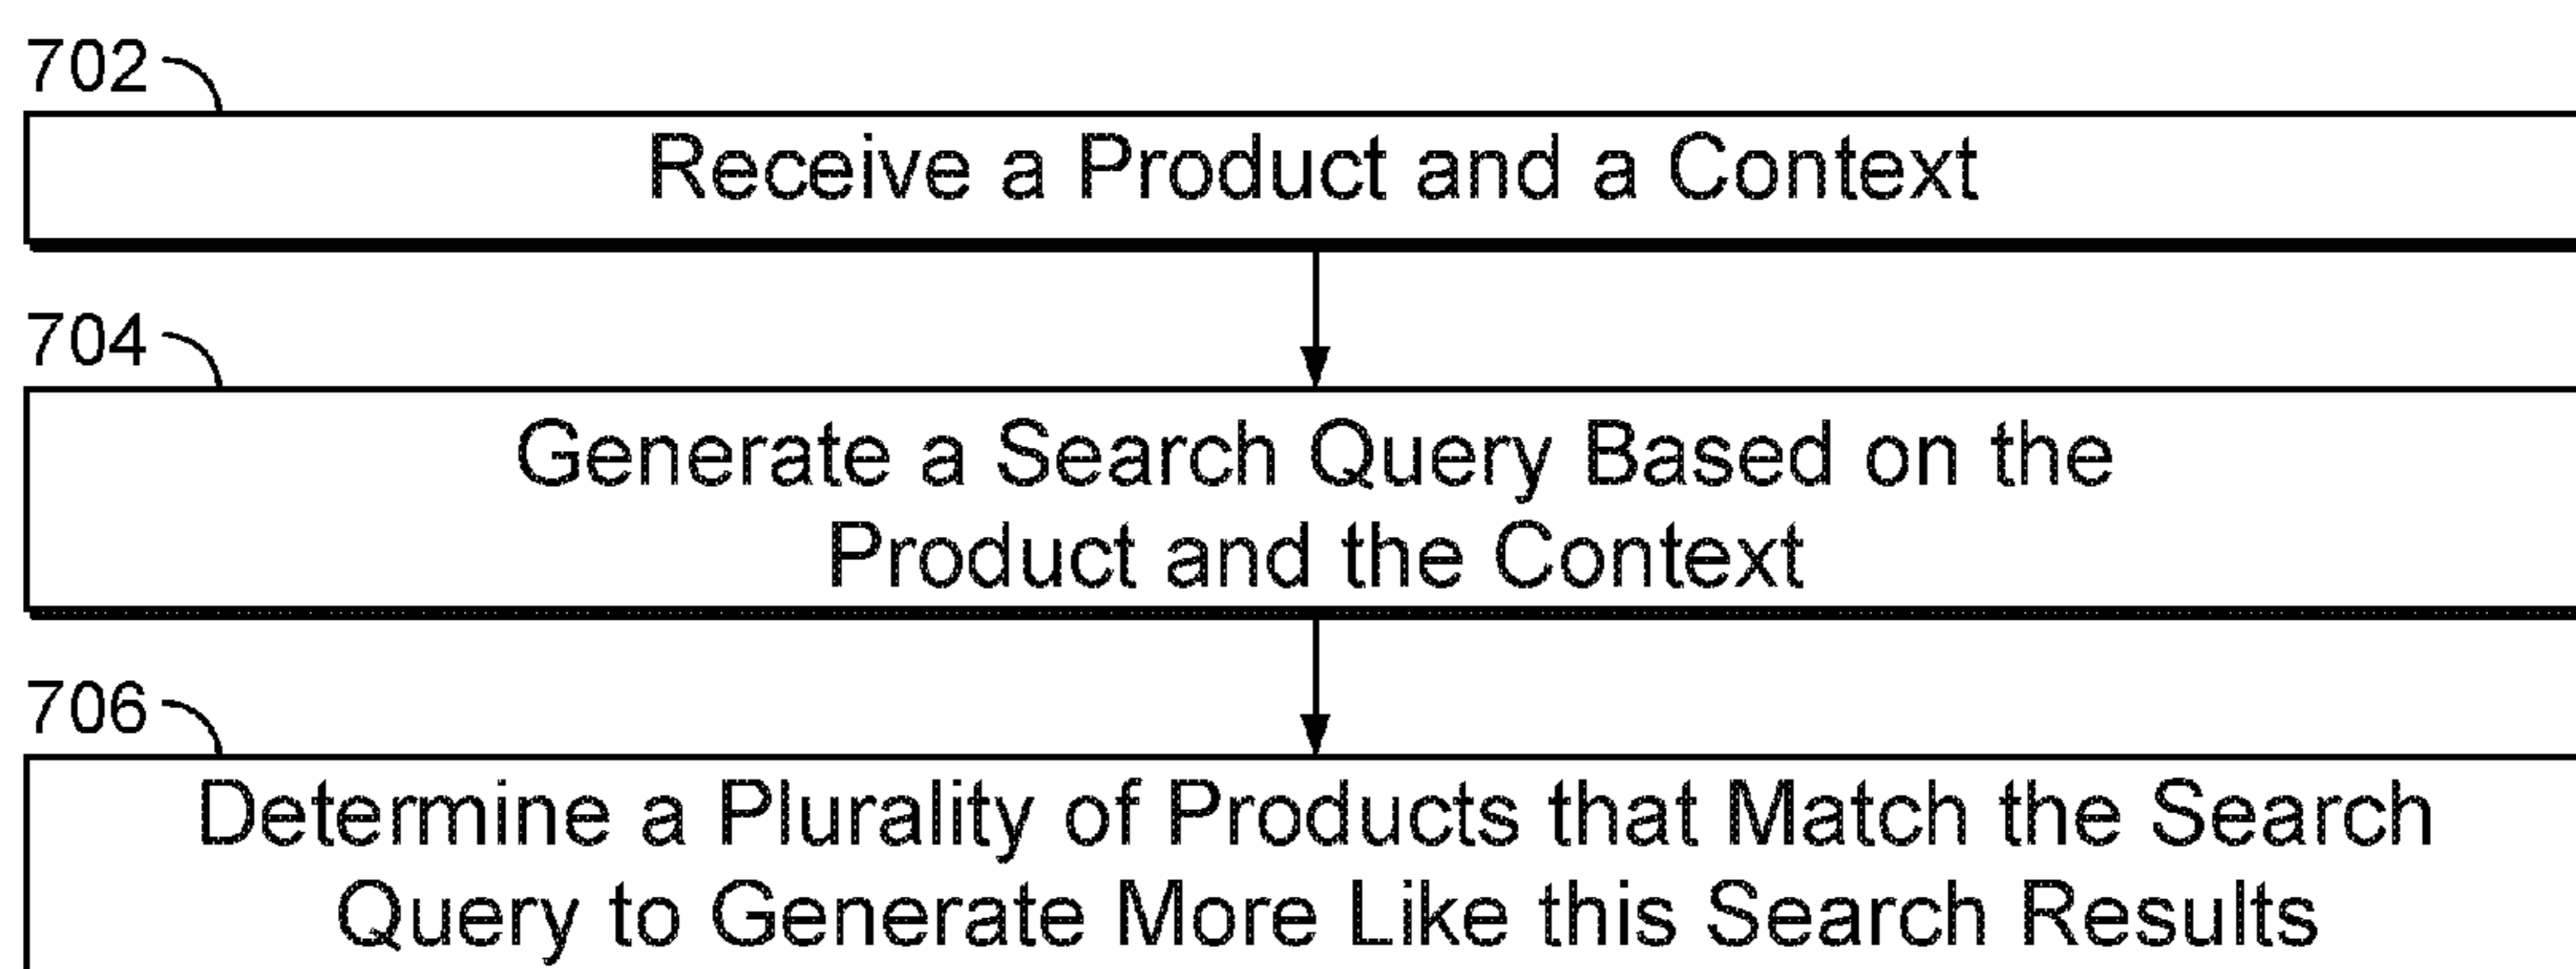 702
Receive a Product and a Context
704
Generate a Search Query Based on the
Product and the Context
706
Determine a Plurality of Products that Match the Search
Query to Generate More Like this Search Results